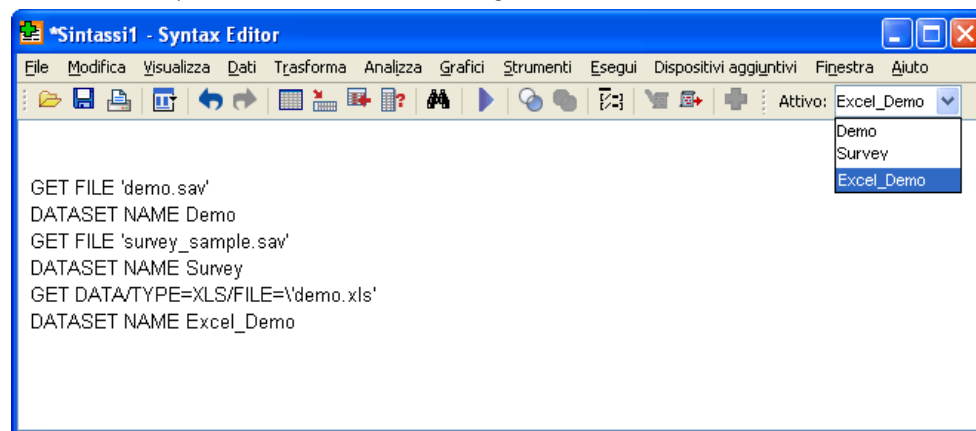 *Sintassi1 - Syntax Editor
File Modifica Visualizza Dati Trasforma Analizza Grafici Strumenti Esegui Dispositivi aggiuntivi Finestra Aiuto
Attivo: Excel_Demo
Demo
Survey
Excel_Demo
GET FILE 'demo.sav'
DATASET NAME Demo
GET FILE 'survey_sample.sav'
DATASET NAME Survey
GET DATA/TYPE=XLS/FILE=\'demo.xls'
DATASET NAME Excel_Demo